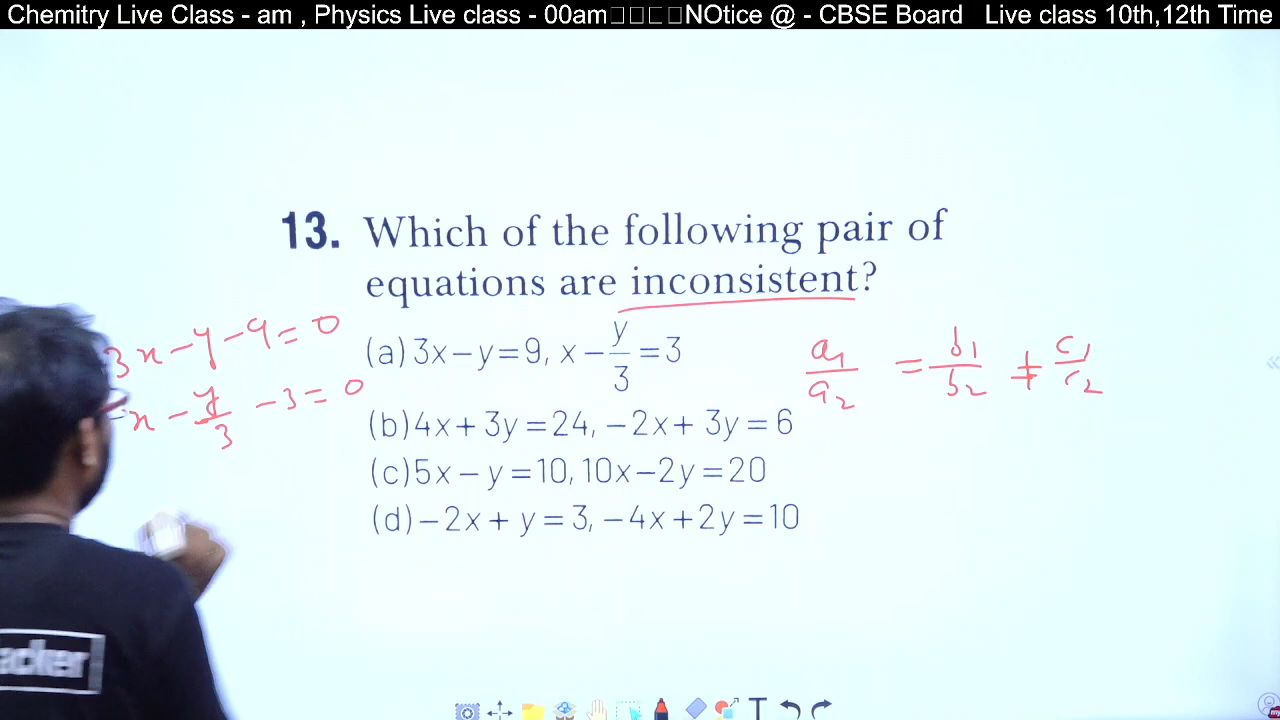 Chemitry Live Class - am , Physics Live class - 00am□□□□NOtice @ - CBSE Board Live class 10th,12th Time
13. Which of the following pair of
equations are inconsistent?
(a) 3x−y=9, x−y/3=3
(b) 4x+3y=24, −2x+3y=6
(c) 5x−y=10, 10x−2y=20
(d) −2x+y=3, −4x+2y=10
3x−y−9=0
x−y/3−3=0
a₁/a₂ = b₁/b₂ ≠ c₁/c₂
acker
T